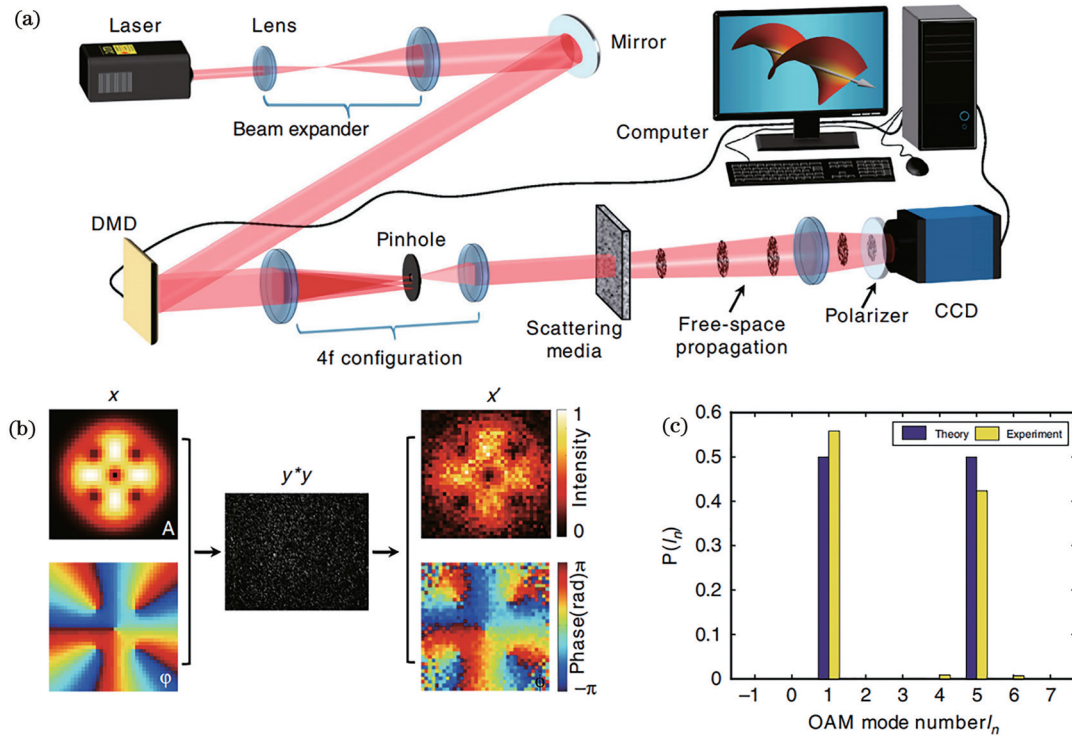 (a)
Laser
Lens
Mirror
Beam expander
Computer
DMD
Pinhole
4f configuration
Scattering
media
Free-space
propagation
Polarizer
CCD
(b)
x
A
φ
y*y
x′
1
Intensity
0
π
Phase(rad)
−π
(c)
P(lₙ)
0.6
0.5
0.4
0.3
0.2
0.1
0
Theory
Experiment
−1 0 1 2 3 4 5 6 7
OAM mode number lₙ